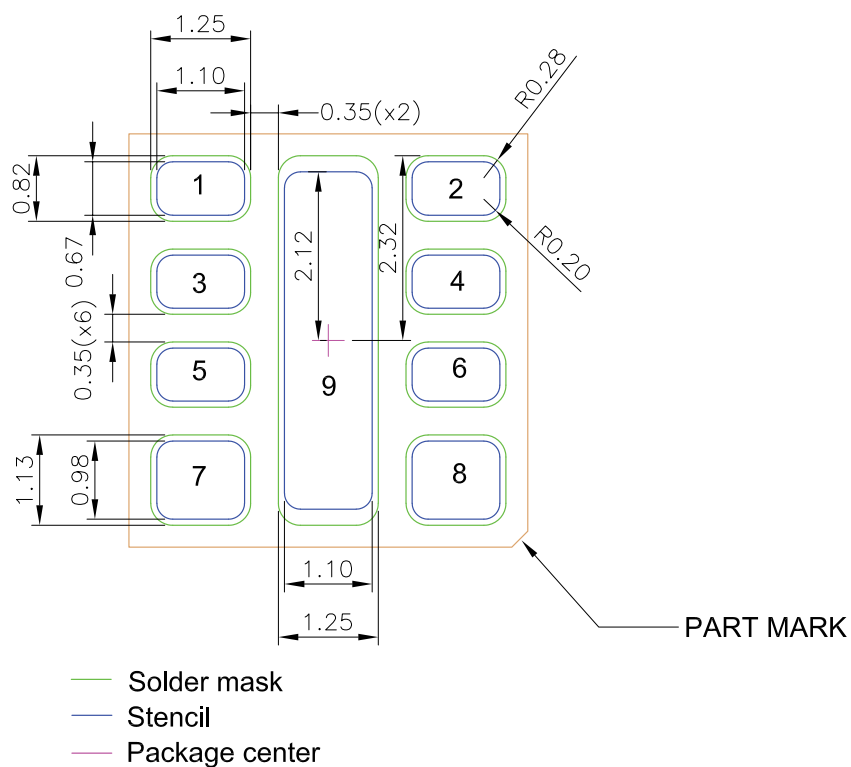 1.25
1.10
0.35(x2)
R0.28
0.82
0.67
1
2
2.12
2.32
R0.20
3
4
0.35(x6)
5
9
6
1.13
0.98
7
8
1.10
1.25
PART MARK
Solder mask
Stencil
Package center